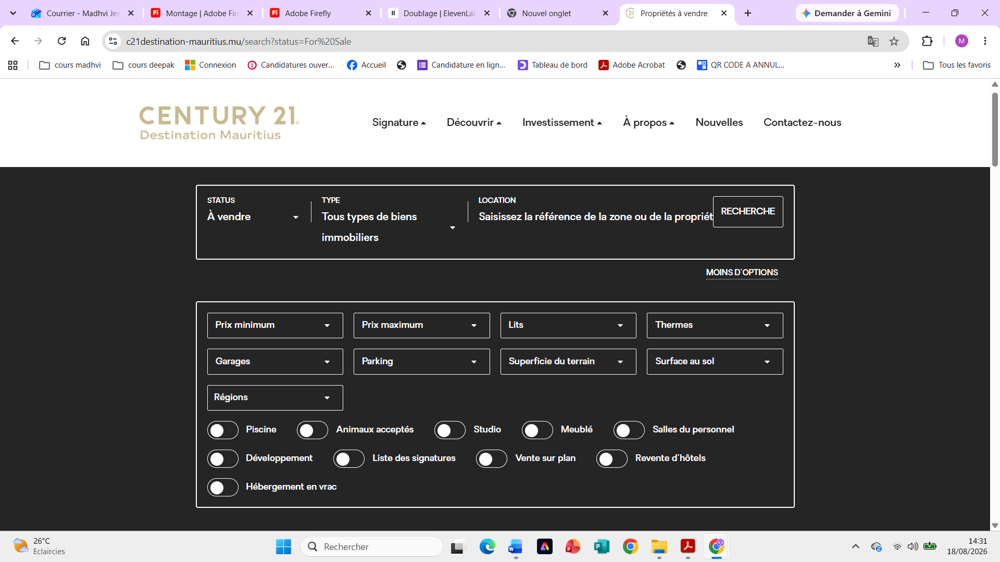 Courrier - Madhvi Jee
Montage | Adobe Fire
Adobe Firefly
Doublage | ElevenLab
Nouvel onglet
Propriétés à vendre
Demander à Gemini
c21destination-mauritius.mu/search?status=For%20Sale
M
cours madhvi
cours deepak
Connexion
Candidatures ouver...
Accueil
Candidature en lign...
Tableau de bord
Adobe Acrobat
QR CODE A ANNUL...
Tous les favoris
CENTURY 21®
Destination Mauritius
Signature
Découvrir
Investissement
À propos
Nouvelles
Contactez-nous
STATUS
À vendre
TYPE
Tous types de biens
immobiliers
LOCATION
Saisissez la référence de la zone ou de la propriét
RECHERCHE
MOINS D'OPTIONS
Prix minimum
Prix maximum
Lits
Thermes
Garages
Parking
Superficie du terrain
Surface au sol
Régions
Piscine
Animaux acceptés
Studio
Meublé
Salles du personnel
Développement
Liste des signatures
Vente sur plan
Revente d'hôtels
Hébergement en vrac
26°C
Eclaircies
Rechercher
14:31
18/08/2026